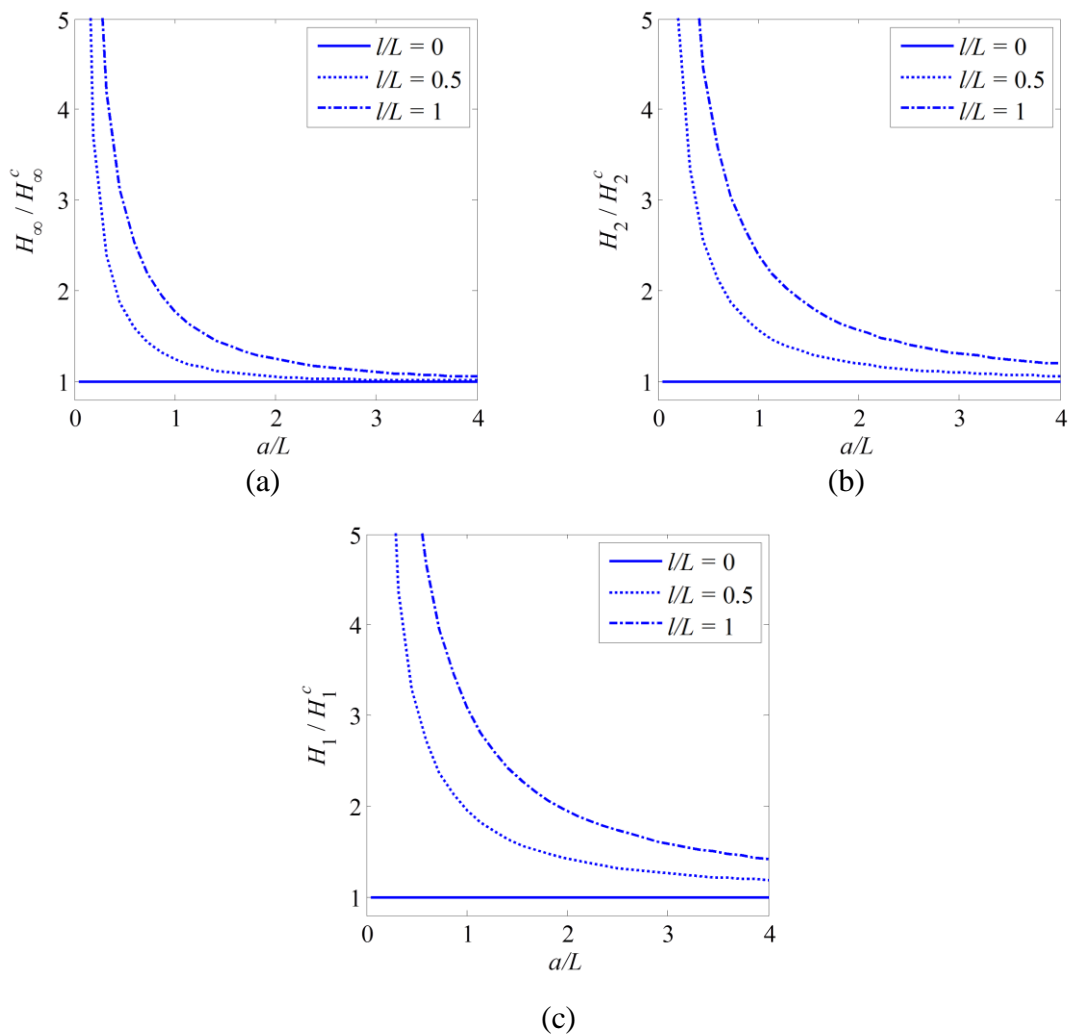 5
4
3
2
1
H∞ / H∞^c
l/L = 0
l/L = 0.5
l/L = 1
0 1 2 3 4
a/L
(a)
5
4
3
2
1
H2 / H2^c
l/L = 0
l/L = 0.5
l/L = 1
0 1 2 3 4
a/L
(b)
5
4
3
2
1
H1 / H1^c
l/L = 0
l/L = 0.5
l/L = 1
0 1 2 3 4
a/L
(c)